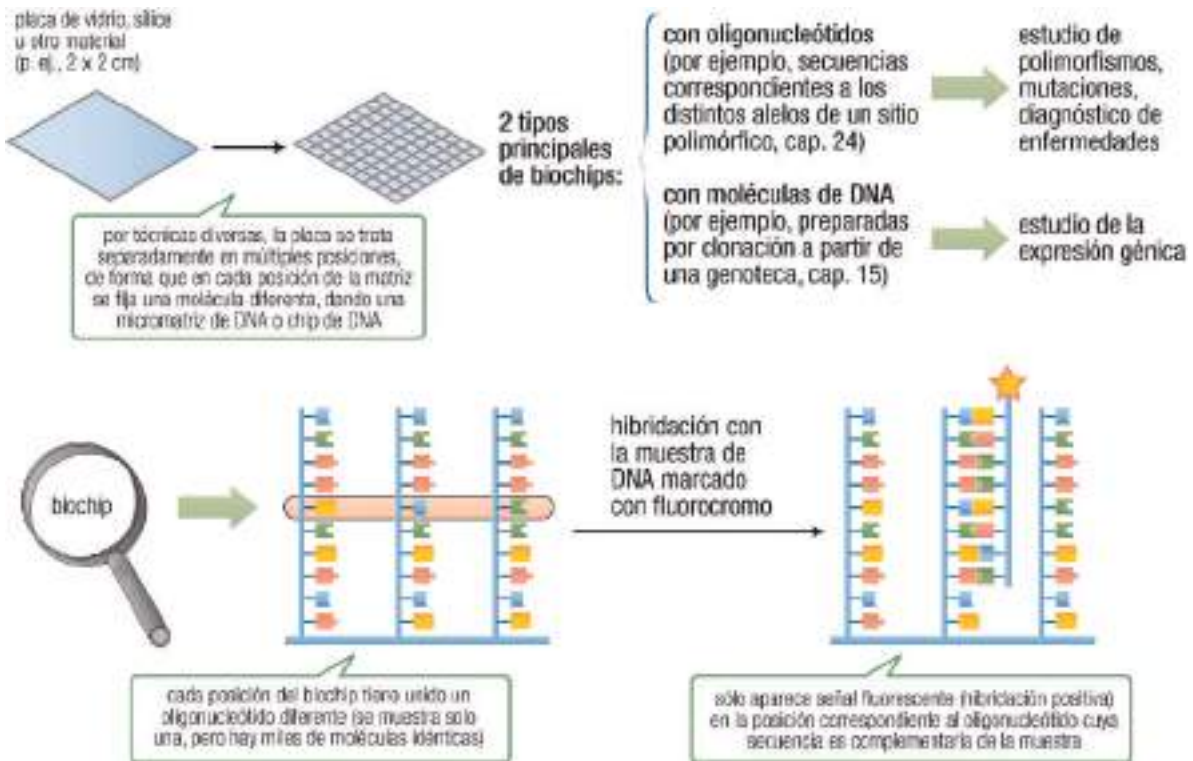 placa de vidrio, sílice
u otro material
(p. ej., 2 x 2 cm)
por técnicas diversas, la placa se trata
separadamente en múltiples posiciones,
de forma que en cada posición de la matriz
se fija una molécula diferente, dando una
micromatriz de DNA o chip de DNA
2 tipos
principales
de biochips:
con oligonucleótidos
(por ejemplo, secuencias
correspondientes a los
distintos alelos de un sitio
polimórfico, cap. 24)
estudio de
polimorfismos,
mutaciones,
diagnóstico de
enfermedades
con moléculas de DNA
(por ejemplo, preparadas
por clonación a partir de
una genoteca, cap. 15)
estudio de la
expresión génica
biochip
hibridación con
la muestra de
DNA marcado
con fluorocromo
cada posición del biochip tiene unido un
oligonucleótido diferente (se muestra solo
una, pero hay miles de moléculas idénticas)
sólo aparece señal fluorescente (hibridación positiva)
en la posición correspondiente al oligonucleótido cuya
secuencia es complementaria de la muestra